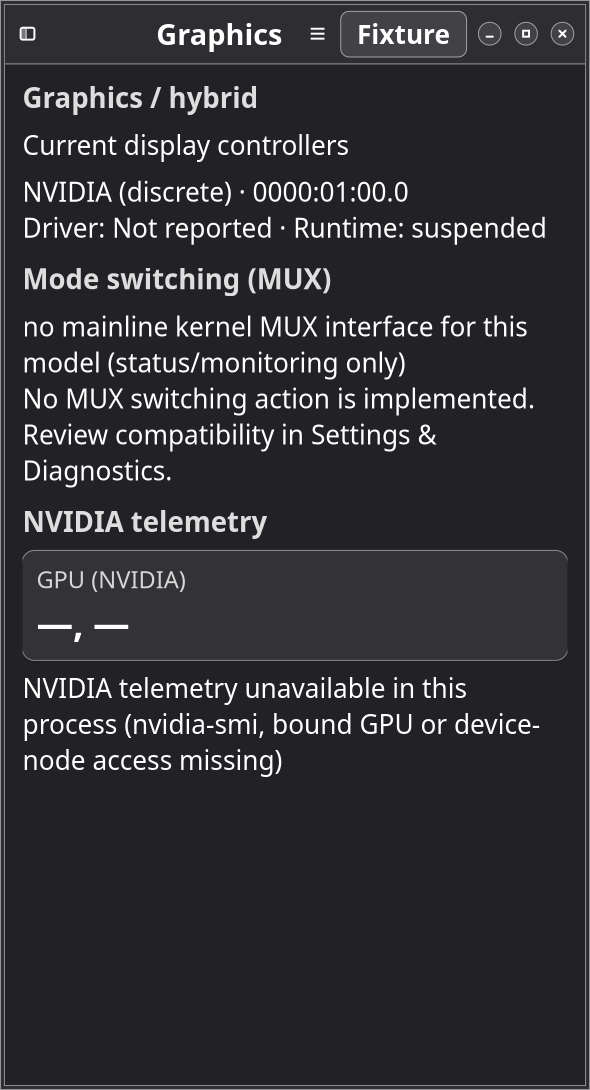 Graphics
Fixture
Graphics / hybrid
Current display controllers
NVIDIA (discrete) · 0000:01:00.0
Driver: Not reported · Runtime: suspended
Mode switching (MUX)
no mainline kernel MUX interface for this
model (status/monitoring only)
No MUX switching action is implemented.
Review compatibility in Settings &
Diagnostics.
NVIDIA telemetry
GPU (NVIDIA)
—, —
NVIDIA telemetry unavailable in this
process (nvidia-smi, bound GPU or device-
node access missing)